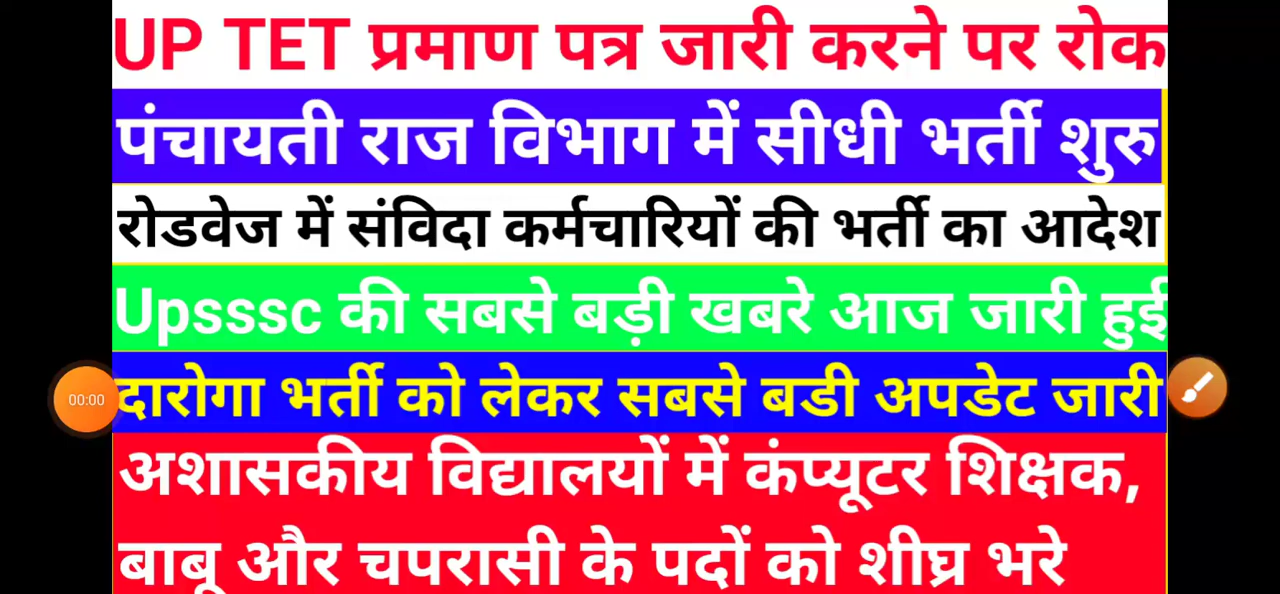 UP TET प्रमाण पत्र जारी करने पर रोक
पंचायती राज विभाग में सीधी भर्ती शुरु
रोडवेज में संविदा कर्मचारियों की भर्ती का आदेश
Upsssc की सबसे बड़ी खबरे आज जारी हुई
00:00
दारोगा भर्ती को लेकर सबसे बडी अपडेट जारी
अशासकीय विद्यालयों में कंप्यूटर शिक्षक,
बाबू और चपरासी के पदों को शीघ्र भरे